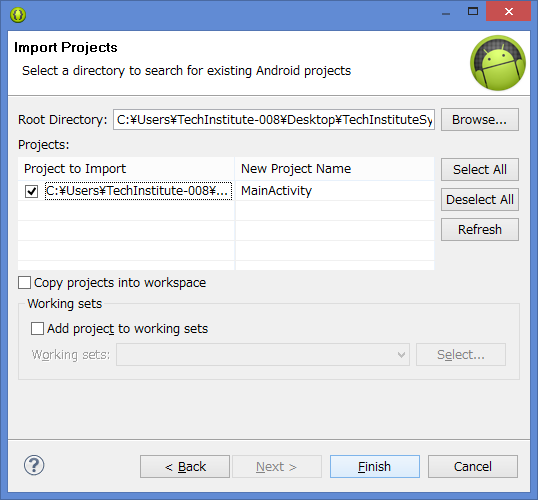 Import Projects
Select a directory to search for existing Android projects
Root Directory: C:¥Users¥TechInstitute-008¥Desktop¥TechInstituteSy Browse...
Projects:
Project to Import New Project Name Select All
C:¥Users¥TechInstitute-008¥... MainActivity
Deselect All
Refresh
Copy projects into workspace
Working sets
Add project to working sets
Working sets: Select...
? < Back Next > Finish Cancel